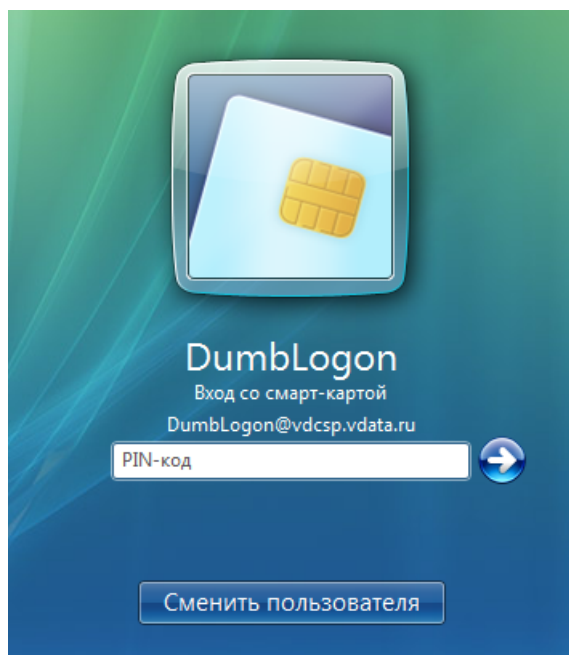 DumbLogon
Вход со смарт-картой
DumbLogon@vdcsp.vdata.ru
PIN-код
Сменить пользователя